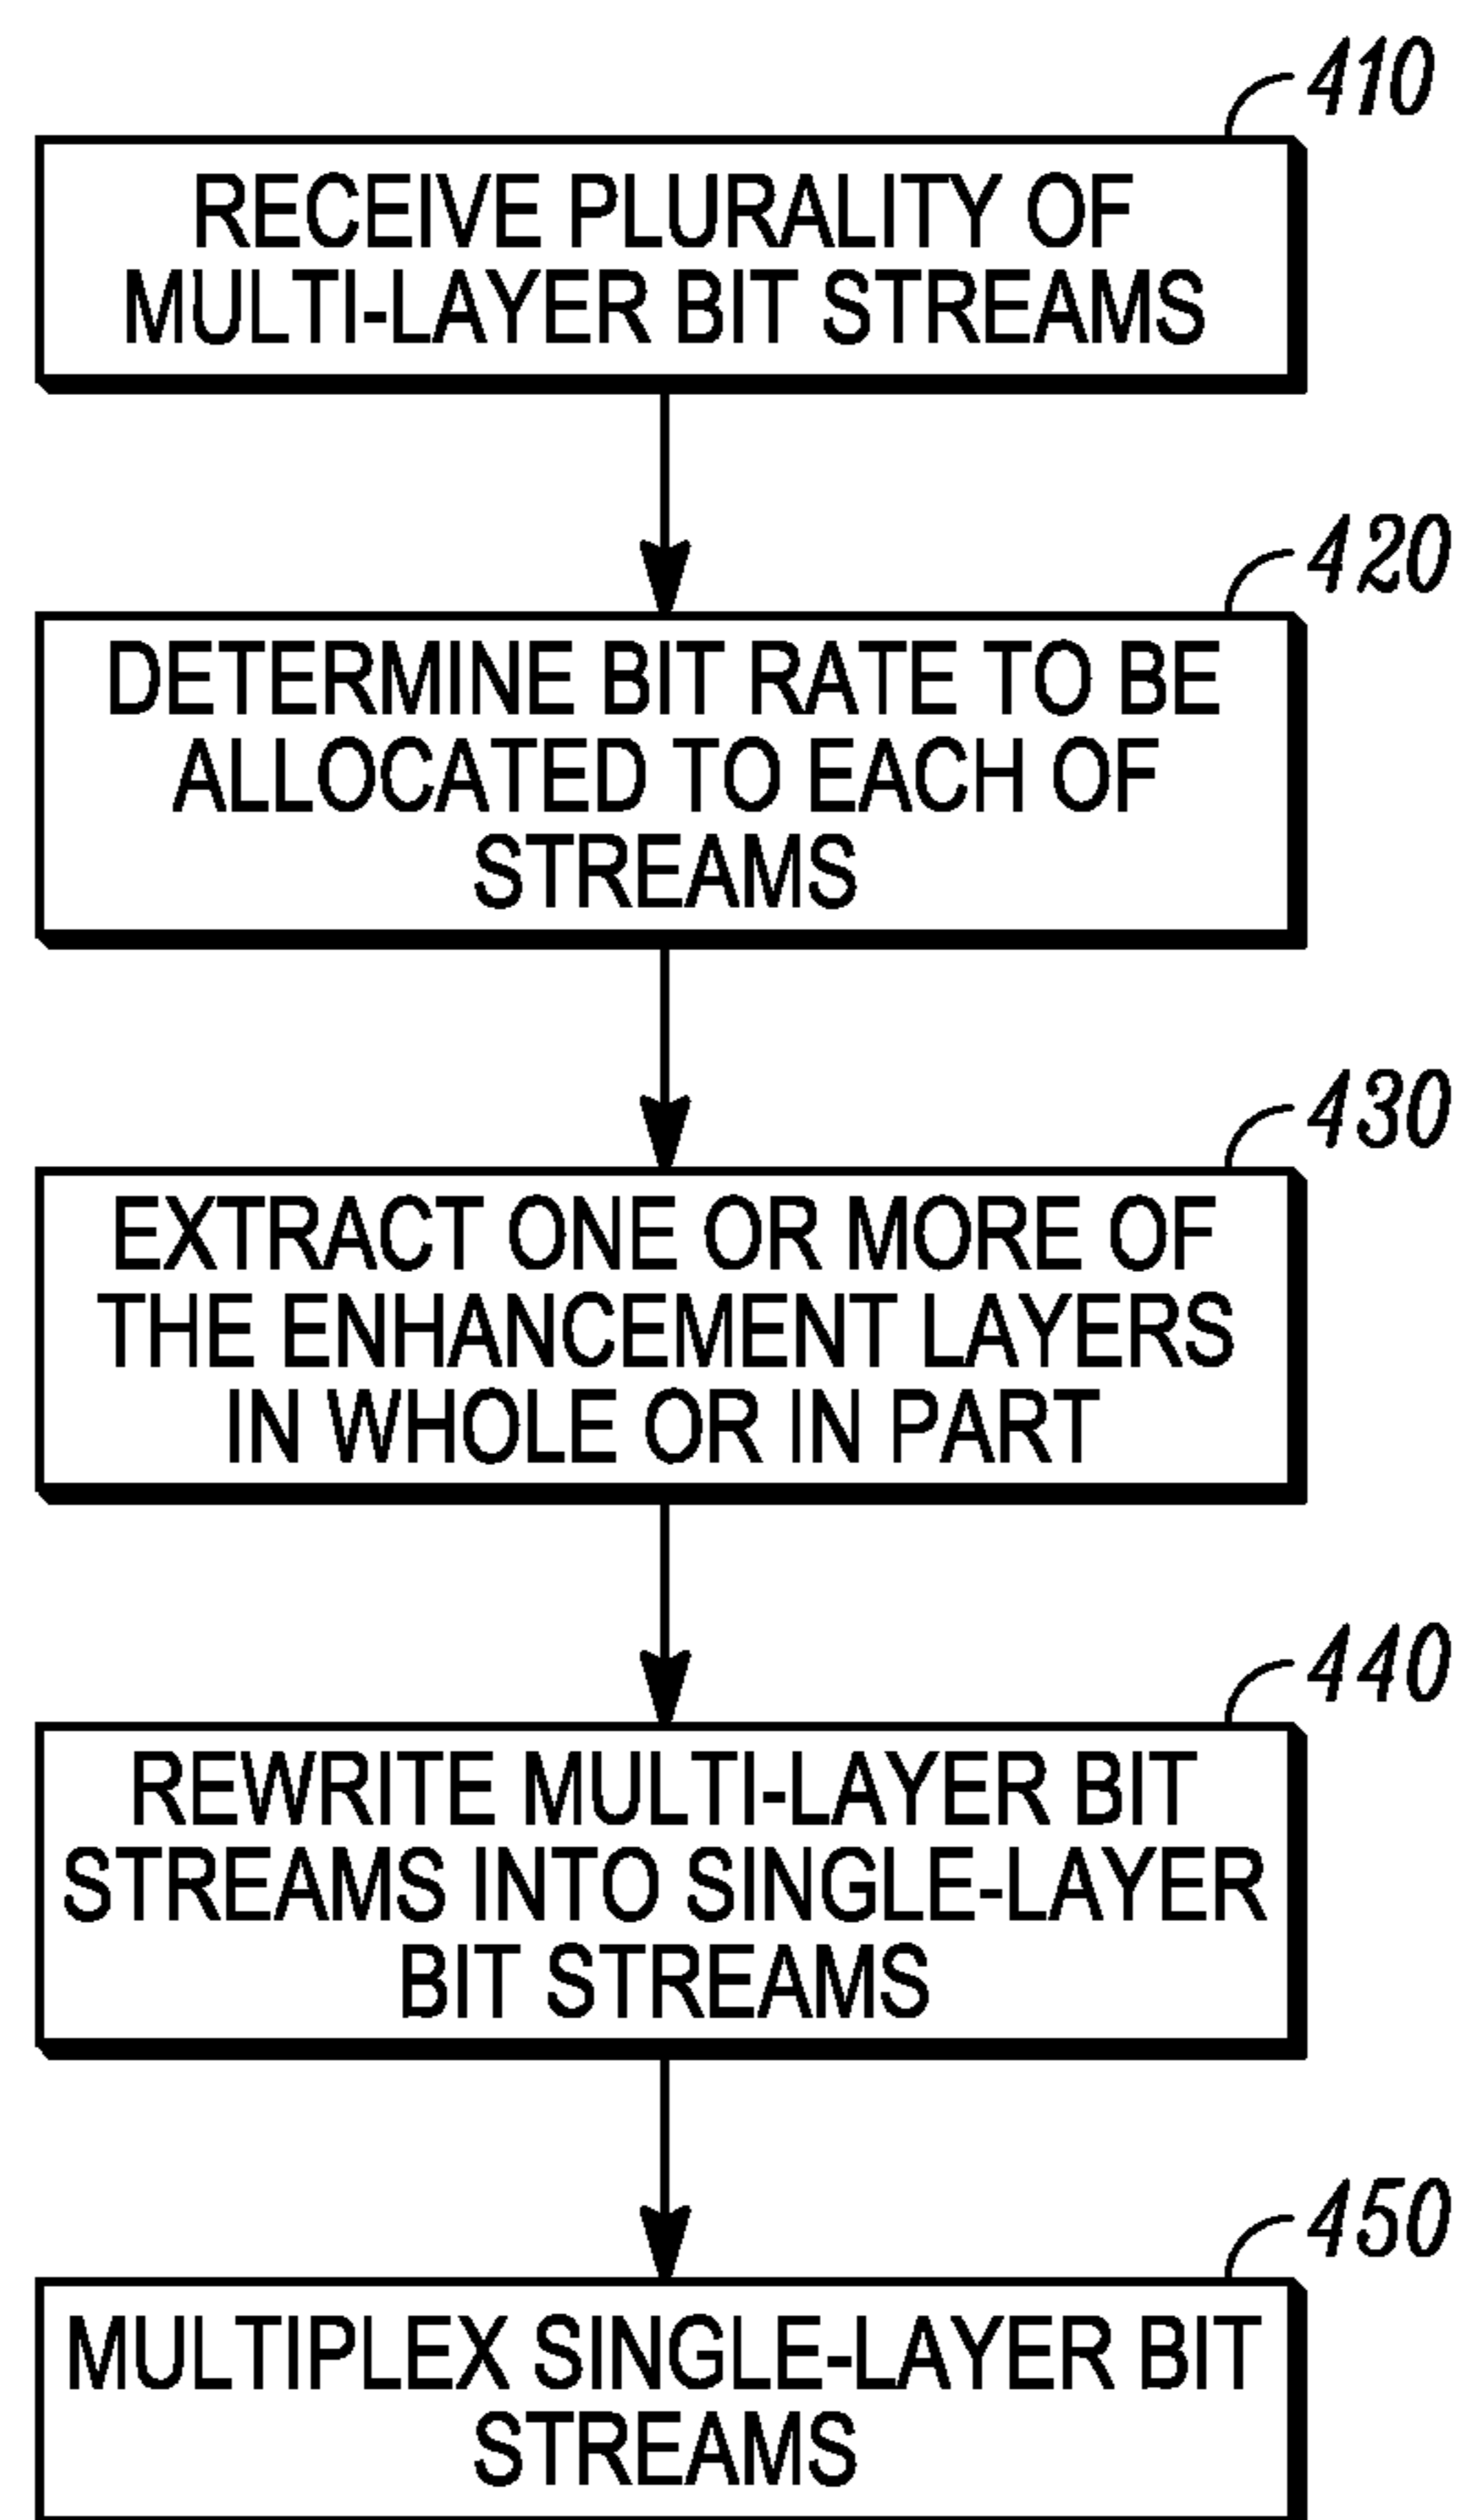 410
RECEIVE PLURALITY OF
MULTI-LAYER BIT STREAMS
420
DETERMINE BIT RATE TO BE
ALLOCATED TO EACH OF
STREAMS
430
EXTRACT ONE OR MORE OF
THE ENHANCEMENT LAYERS
IN WHOLE OR IN PART
440
REWRITE MULTI-LAYER BIT
STREAMS INTO SINGLE-LAYER
BIT STREAMS
450
MULTIPLEX SINGLE-LAYER BIT
STREAMS